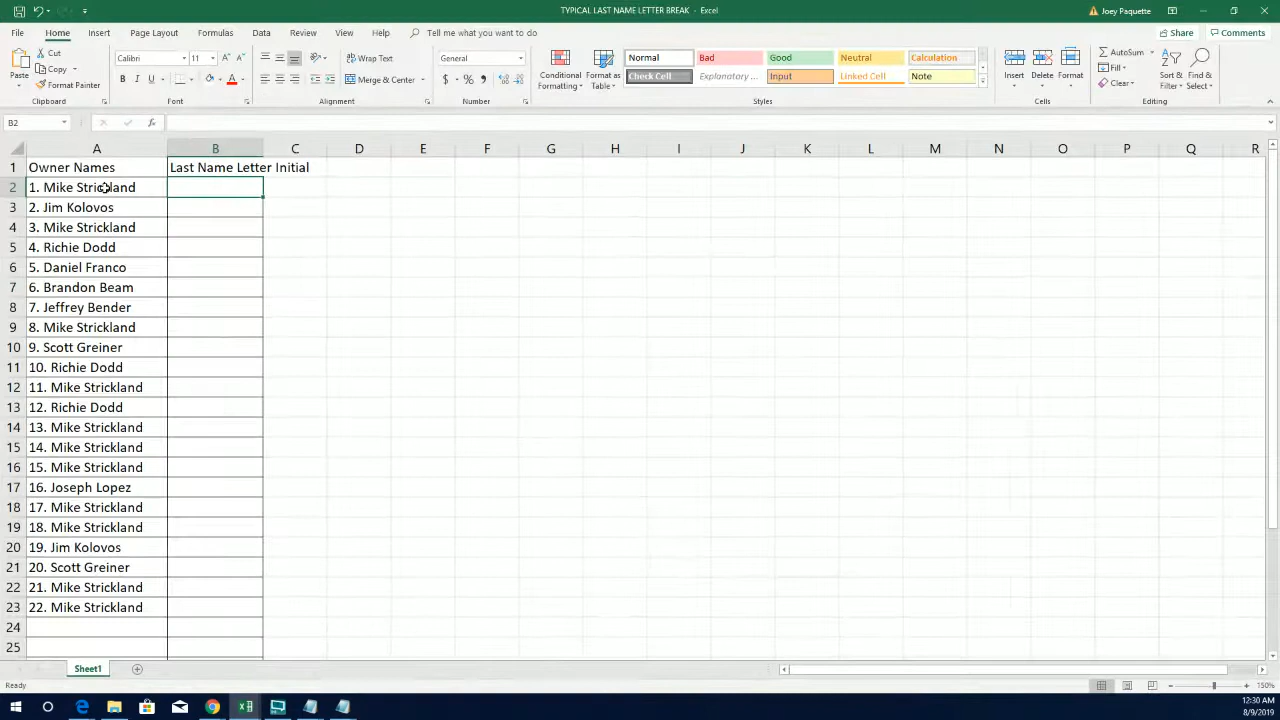 TYPICAL LAST NAME LETTER BREAK - Excel
Joey Paquette
File Home Insert Page Layout Formulas Data Review View Help Tell me what you want to do
Share Comments
Paste
Cut
Copy
Format Painter
Clipboard
Calibri 11
B I U
Font
Wrap Text
Merge & Center
Alignment
General
$ % ,
Number
Conditional Formatting
Format as Table
Normal Bad Good Neutral Calculation
Check Cell Explanatory ... Input Linked Cell Note
Styles
Insert Delete Format
Cells
AutoSum
Fill
Clear
Sort & Filter
Find & Select
Editing
B2 fx
A B C D E F G H I J K L M N O P Q R
1 Owner Names Last Name Letter Initial
2 1. Mike Strickland
3 2. Jim Kolovos
4 3. Mike Strickland
5 4. Richie Dodd
6 5. Daniel Franco
7 6. Brandon Beam
8 7. Jeffrey Bender
9 8. Mike Strickland
10 9. Scott Greiner
11 10. Richie Dodd
12 11. Mike Strickland
13 12. Richie Dodd
14 13. Mike Strickland
15 14. Mike Strickland
16 15. Mike Strickland
17 16. Joseph Lopez
18 17. Mike Strickland
19 18. Mike Strickland
20 19. Jim Kolovos
21 20. Scott Greiner
22 21. Mike Strickland
23 22. Mike Strickland
24
25
Sheet1
Ready
150%
12:30 AM
8/9/2019